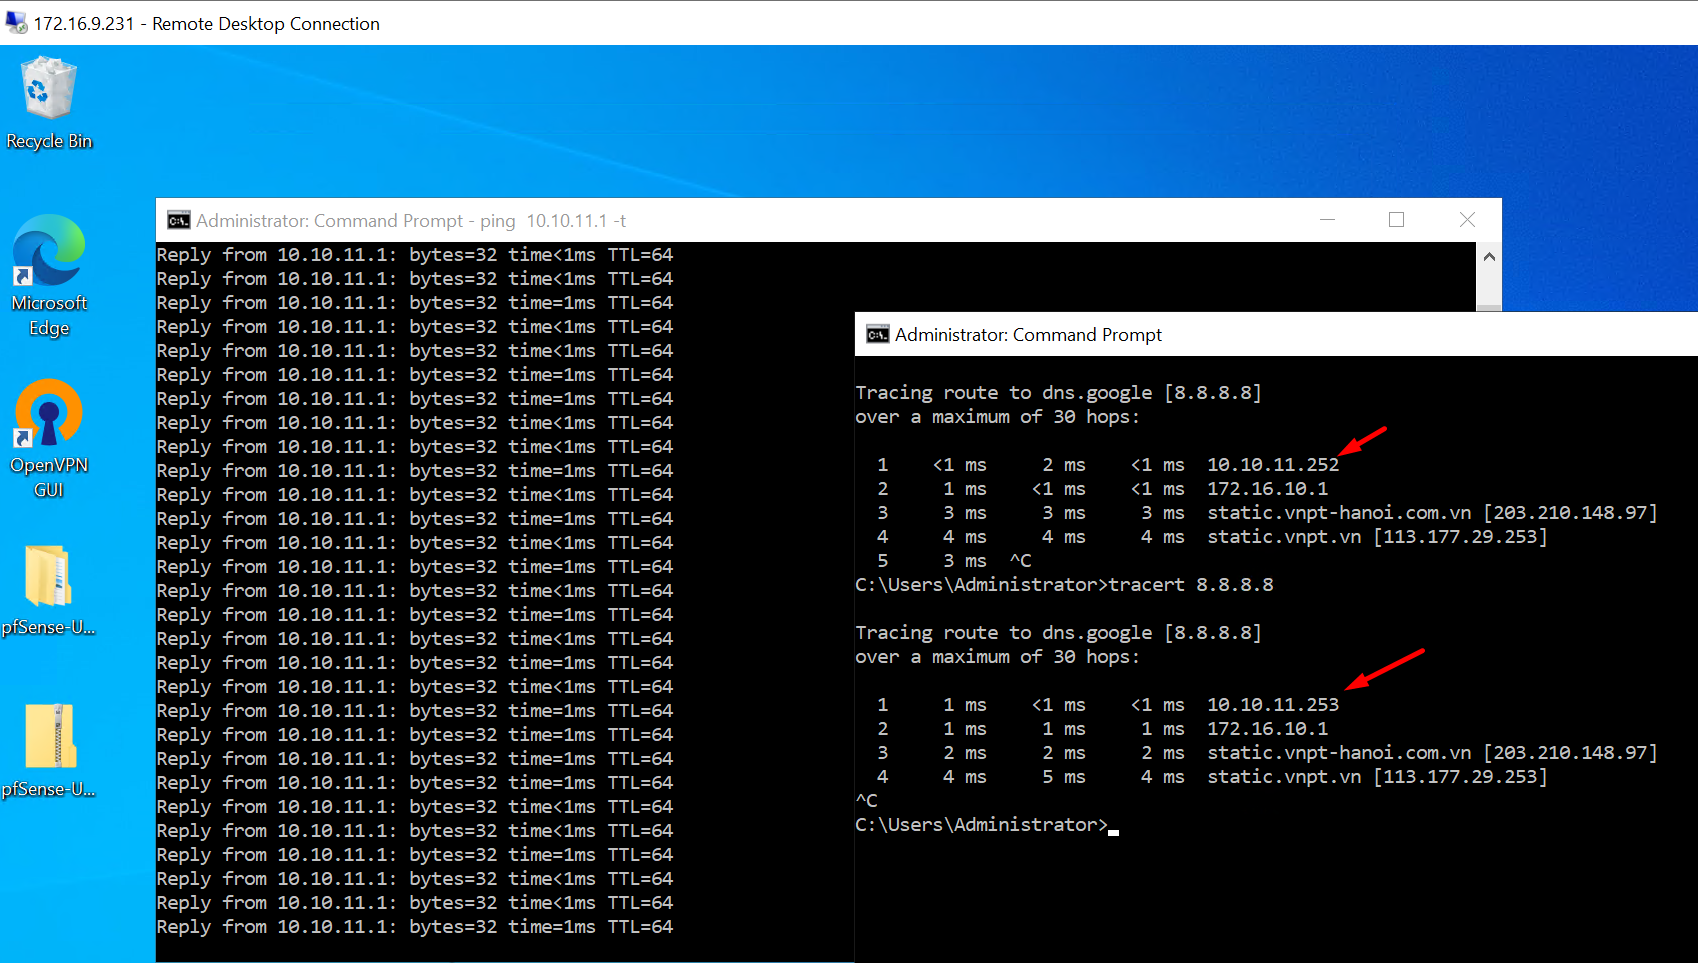 172.16.9.231 - Remote Desktop Connection
Recycle Bin
Microsoft
Edge
OpenVPN
GUI
pfSense-U...
pfSense-U...
Administrator: Command Prompt - ping  10.10.11.1 -t
Reply from 10.10.11.1: bytes=32 time<1ms TTL=64
Reply from 10.10.11.1: bytes=32 time<1ms TTL=64
Reply from 10.10.11.1: bytes=32 time=1ms TTL=64
Reply from 10.10.11.1: bytes=32 time<1ms TTL=64
Reply from 10.10.11.1: bytes=32 time<1ms TTL=64
Reply from 10.10.11.1: bytes=32 time=1ms TTL=64
Reply from 10.10.11.1: bytes=32 time=1ms TTL=64
Reply from 10.10.11.1: bytes=32 time<1ms TTL=64
Reply from 10.10.11.1: bytes=32 time<1ms TTL=64
Reply from 10.10.11.1: bytes=32 time=1ms TTL=64
Reply from 10.10.11.1: bytes=32 time<1ms TTL=64
Reply from 10.10.11.1: bytes=32 time=1ms TTL=64
Reply from 10.10.11.1: bytes=32 time<1ms TTL=64
Reply from 10.10.11.1: bytes=32 time=1ms TTL=64
Reply from 10.10.11.1: bytes=32 time<1ms TTL=64
Reply from 10.10.11.1: bytes=32 time=1ms TTL=64
Reply from 10.10.11.1: bytes=32 time<1ms TTL=64
Reply from 10.10.11.1: bytes=32 time=1ms TTL=64
Reply from 10.10.11.1: bytes=32 time<1ms TTL=64
Reply from 10.10.11.1: bytes=32 time=1ms TTL=64
Reply from 10.10.11.1: bytes=32 time<1ms TTL=64
Reply from 10.10.11.1: bytes=32 time<1ms TTL=64
Reply from 10.10.11.1: bytes=32 time=1ms TTL=64
Reply from 10.10.11.1: bytes=32 time<1ms TTL=64
Reply from 10.10.11.1: bytes=32 time<1ms TTL=64
Reply from 10.10.11.1: bytes=32 time=1ms TTL=64
Reply from 10.10.11.1: bytes=32 time<1ms TTL=64
Reply from 10.10.11.1: bytes=32 time<1ms TTL=64
Reply from 10.10.11.1: bytes=32 time=1ms TTL=64
Administrator: Command Prompt
Tracing route to dns.google [8.8.8.8]
over a maximum of 30 hops:
1    <1 ms     2 ms    <1 ms  10.10.11.252
2     1 ms    <1 ms    <1 ms  172.16.10.1
3     3 ms     3 ms     3 ms  static.vnpt-hanoi.com.vn [203.210.148.97]
4     4 ms     4 ms     4 ms  static.vnpt.vn [113.177.29.253]
5     3 ms  ^C
C:\Users\Administrator>tracert 8.8.8.8
Tracing route to dns.google [8.8.8.8]
over a maximum of 30 hops:
1     1 ms    <1 ms    <1 ms  10.10.11.253
2     1 ms     1 ms     1 ms  172.16.10.1
3     2 ms     2 ms     2 ms  static.vnpt-hanoi.com.vn [203.210.148.97]
4     4 ms     5 ms     4 ms  static.vnpt.vn [113.177.29.253]
^C
C:\Users\Administrator>